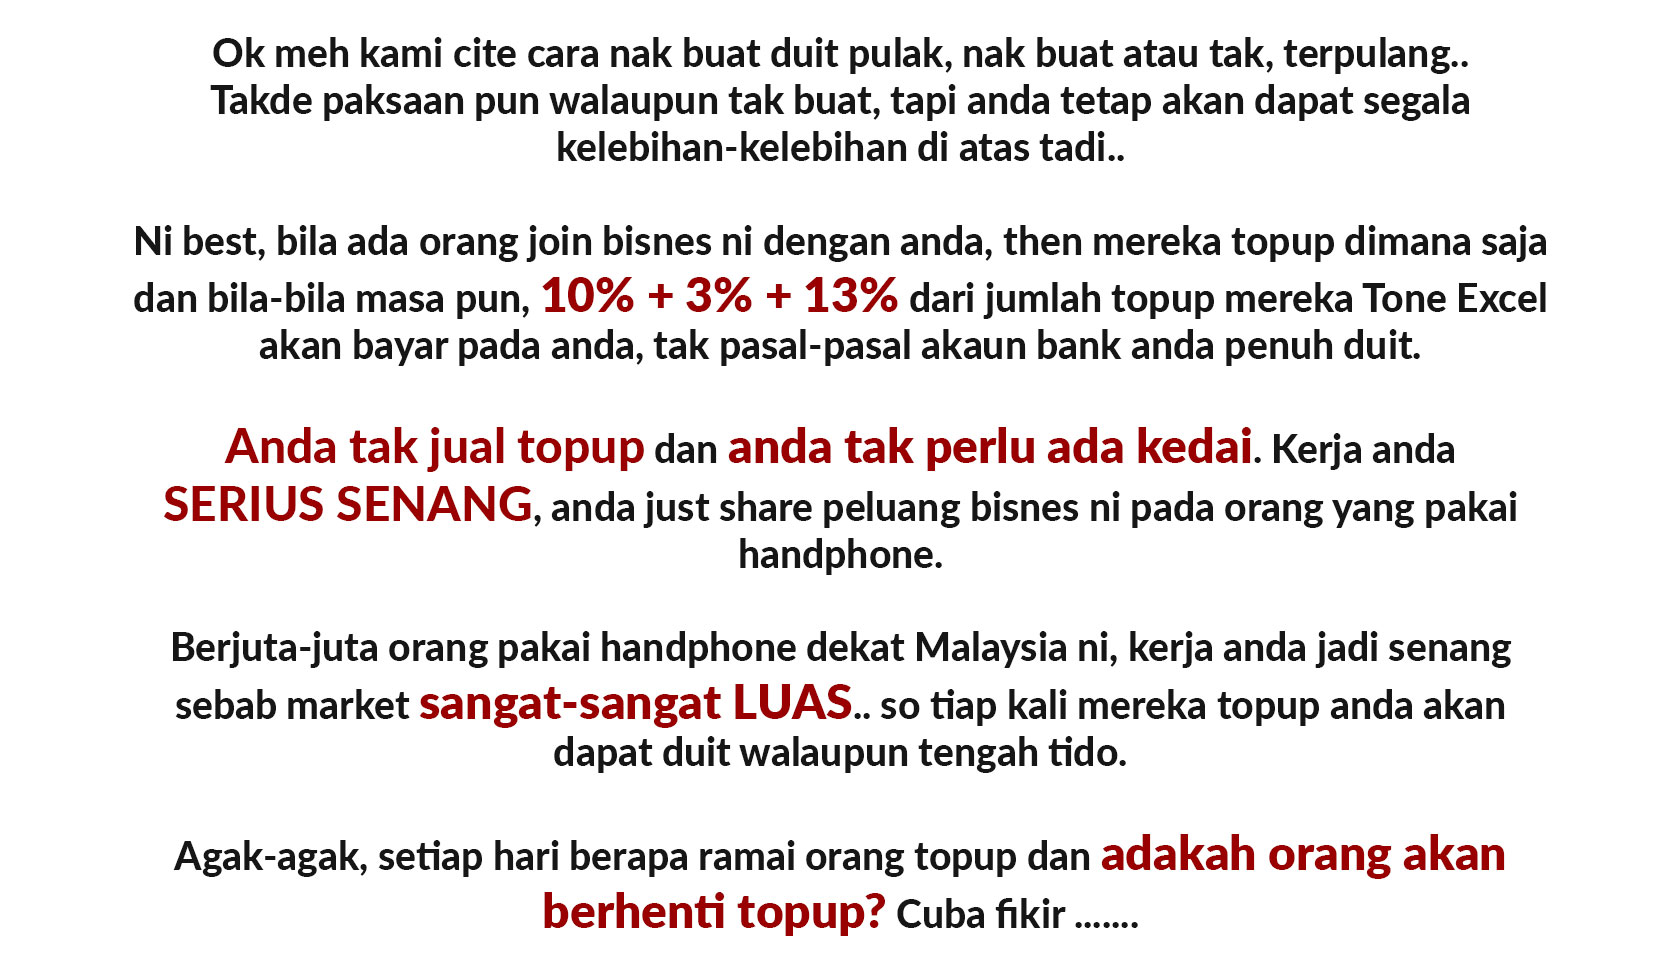 Ok meh kami cite cara nak buat duit pulak, nak buat atau tak, terpulang..
Takde paksaan pun walaupun tak buat, tapi anda tetap akan dapat segala
kelebihan-kelebihan di atas tadi..
Ni best, bila ada orang join bisnes ni dengan anda, then mereka topup dimana saja
dan bila-bila masa pun, 10% + 3% + 13% dari jumlah topup mereka Tone Excel
akan bayar pada anda, tak pasal-pasal akaun bank anda penuh duit.
Anda tak jual topup dan anda tak perlu ada kedai. Kerja anda
SERIUS SENANG, anda just share peluang bisnes ni pada orang yang pakai
handphone.
Berjuta-juta orang pakai handphone dekat Malaysia ni, kerja anda jadi senang
sebab market sangat-sangat LUAS.. so tiap kali mereka topup anda akan
dapat duit walaupun tengah tido.
Agak-agak, setiap hari berapa ramai orang topup dan adakah orang akan
berhenti topup? Cuba fikir .......